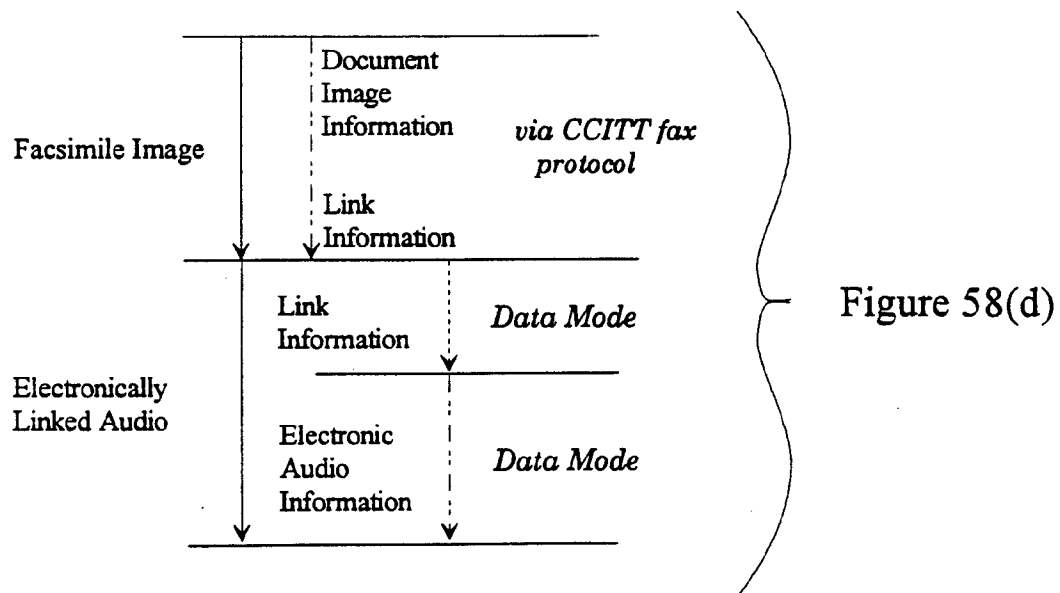 Document
Image
Information
Facsimile Image
via CCITT fax
protocol
Link
Information
Link
Information
Data Mode
Figure 58(d)
Electronically
Linked Audio
Electronic
Audio
Information
Data Mode